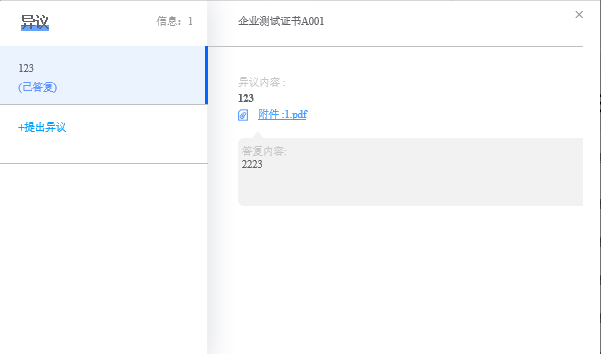 异议
信息：1
123
(已答复)
+提出异议
企业测试证书A001
×
异议内容：
123
附件:1.pdf
答复内容：
2223